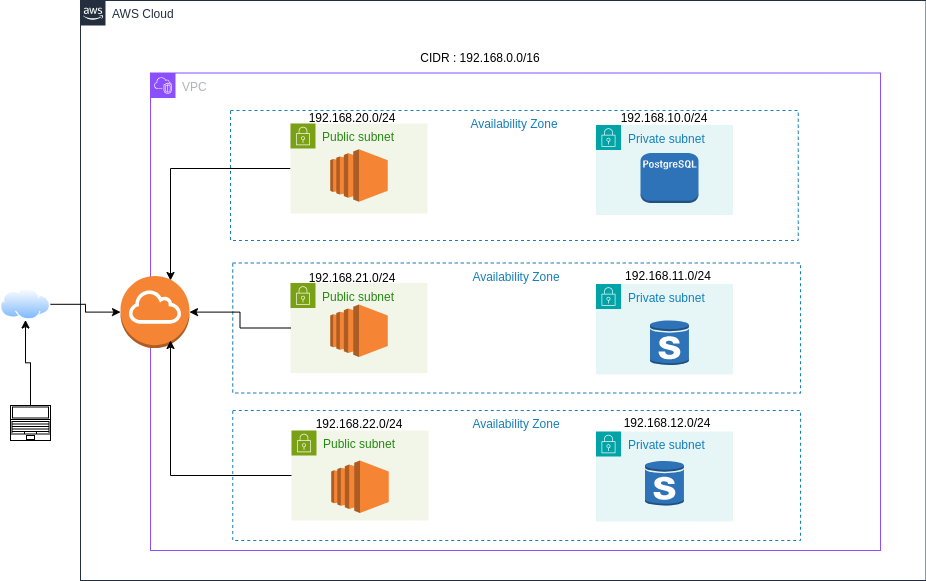 aws
AWS Cloud
CIDR : 192.168.0.0/16
VPC
192.168.20.0/24
Public subnet
Availability Zone
192.168.10.0/24
Private subnet
PostgreSQL
192.168.21.0/24
Public subnet
Availability Zone
192.168.11.0/24
Private subnet
S
192.168.22.0/24
Public subnet
Availability Zone
192.168.12.0/24
Private subnet
S